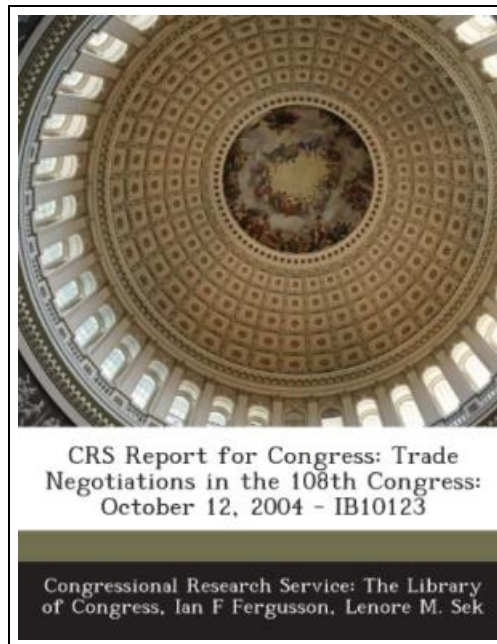 CRS Report for Congress: Trade
Negotiations in the 108th Congress:
October 12, 2004 - IB10123
Congressional Research Service: The Library
of Congress, Ian F Fergusson, Lenore M. Sek